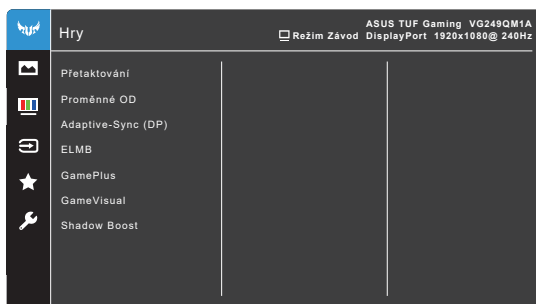 ASUS TUF Gaming VG249QM1A
Hry
Režim Závod DisplayPort 1920x1080@ 240Hz
Přetaktování
Proměnné OD
Adaptive-Sync (DP)
ELMB
GamePlus
GameVisual
Shadow Boost